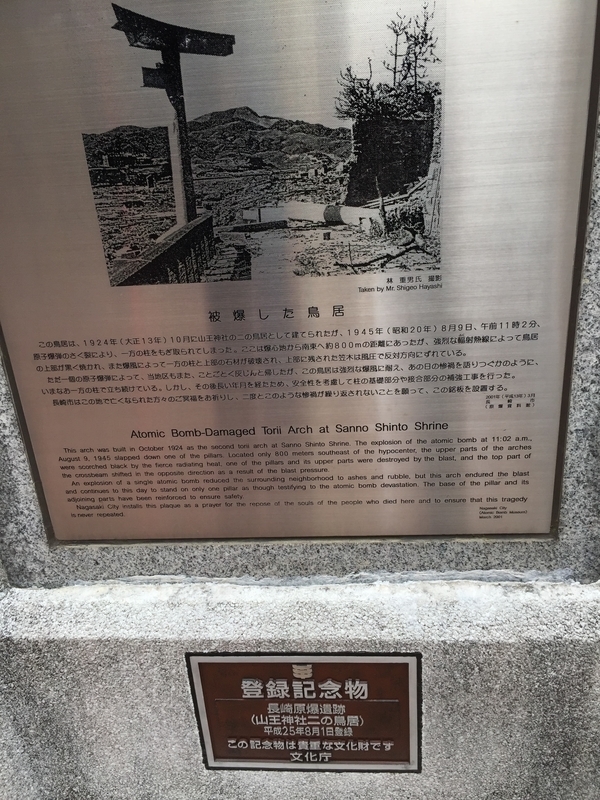 林 重男氏 撮影
Taken by Mr. Shigeo Hayashi
被爆した鳥居
この鳥居は、1924年(大正13年)10月に山王神社の二の鳥居として建てられたが、1945年(昭和20年)8月9日、午前11時2分、
原子爆弾のさく裂により、一方の柱をもぎ取られてしまった。ここは爆心地から南東へ約800mの距離にあったが、強烈な輻射熱線によって鳥居
の上部が黒く焼かれ、また爆風によって一方の柱と上部の石材が破壊され、上部に残された笠木は風圧で反対方向にずれている。
ただ一個の原子爆弾によって、当地区もまた、ことごとく灰じんと帰したが、この鳥居は強烈な爆風に耐え、あの日の惨禍を語りつぐかのように、
いまなお一方の柱で立ち続けている。しかし、その後長い年月を経たため、安全性を考慮して柱の基礎部分や接合部分の補強工事を行った。
長崎市はこの地で亡くなられた方々のご冥福をお祈りし、二度とこのような惨禍が繰り返されないことを願って、この銘板を設置する。
2001年(平成13年)3月
長崎市
(原爆資料館)
Atomic Bomb-Damaged Torii Arch at Sanno Shinto Shrine
This arch was built in October 1924 as the second torii arch at Sanno Shinto Shrine. The explosion of the atomic bomb at 11:02 a.m.,
August 9, 1945 slapped down one of the pillars. Located only 800 meters southeast of the hypocenter, the upper parts of the arches
were scorched black by the fierce radiating heat, one of the pillars and its upper parts were destroyed by the blast, and the top part of
the crossbeam shifted in the opposite direction as a result of the blast pressure.
An explosion of a single atomic bomb reduced the surrounding neighborhood to ashes and rubble, but this arch endured the blast
and continues to this day to stand on only one pillar as though testifying to the atomic bomb devastation. The base of the pillar and its
adjoining parts have been reinforced to ensure safety.
Nagasaki City installs this plaque as a prayer for the repose of the souls of the people who died here and to ensure that this tragedy
is never repeated.
Nagasaki City
(Atomic Bomb Museum)
March 2001
登録記念物
長崎原爆遺跡
(山王神社二の鳥居)
平成25年8月1日登録
この記念物は貴重な文化財です
文化庁